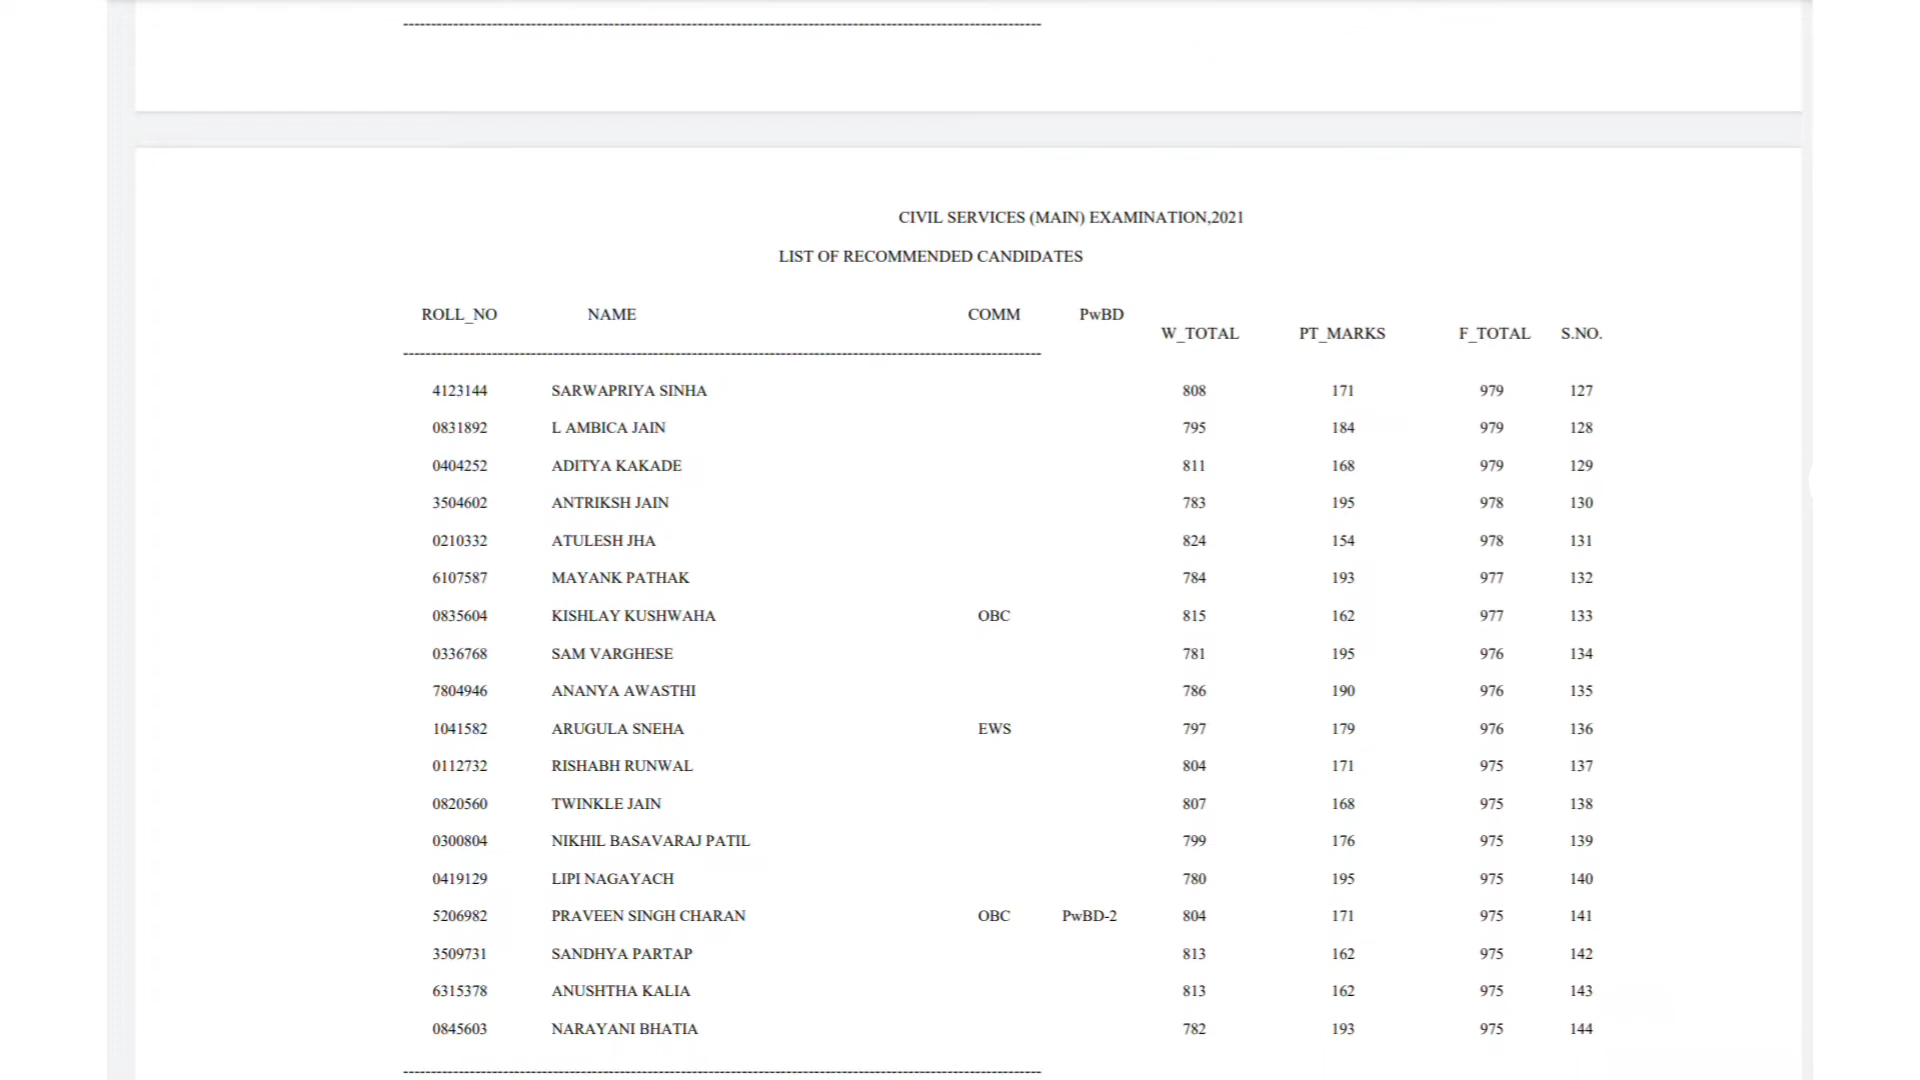 ------------------------------------------------------------
CIVIL SERVICES (MAIN) EXAMINATION,2021
LIST OF RECOMMENDED CANDIDATES
ROLL_NO NAME COMM PwBD
W_TOTAL PT_MARKS F_TOTAL S.NO.
------------------------------------------------------------
4123144 SARWAPRIYA SINHA 808 171 979 127
0831892 L AMBICA JAIN 795 184 979 128
0404252 ADITYA KAKADE 811 168 979 129
3504602 ANTRIKSH JAIN 783 195 978 130
0210332 ATULESH JHA 824 154 978 131
6107587 MAYANK PATHAK 784 193 977 132
0835604 KISHLAY KUSHWAHA OBC 815 162 977 133
0336768 SAM VARGHESE 781 195 976 134
7804946 ANANYA AWASTHI 786 190 976 135
1041582 ARUGULA SNEHA EWS 797 179 976 136
0112732 RISHABH RUNWAL 804 171 975 137
0820560 TWINKLE JAIN 807 168 975 138
0300804 NIKHIL BASAVARAJ PATIL 799 176 975 139
0419129 LIPI NAGAYACH 780 195 975 140
5206982 PRAVEEN SINGH CHARAN OBC PwBD-2 804 171 975 141
3509731 SANDHYA PARTAP 813 162 975 142
6315378 ANUSHTHA KALIA 813 162 975 143
0845603 NARAYANI BHATIA 782 193 975 144
------------------------------------------------------------